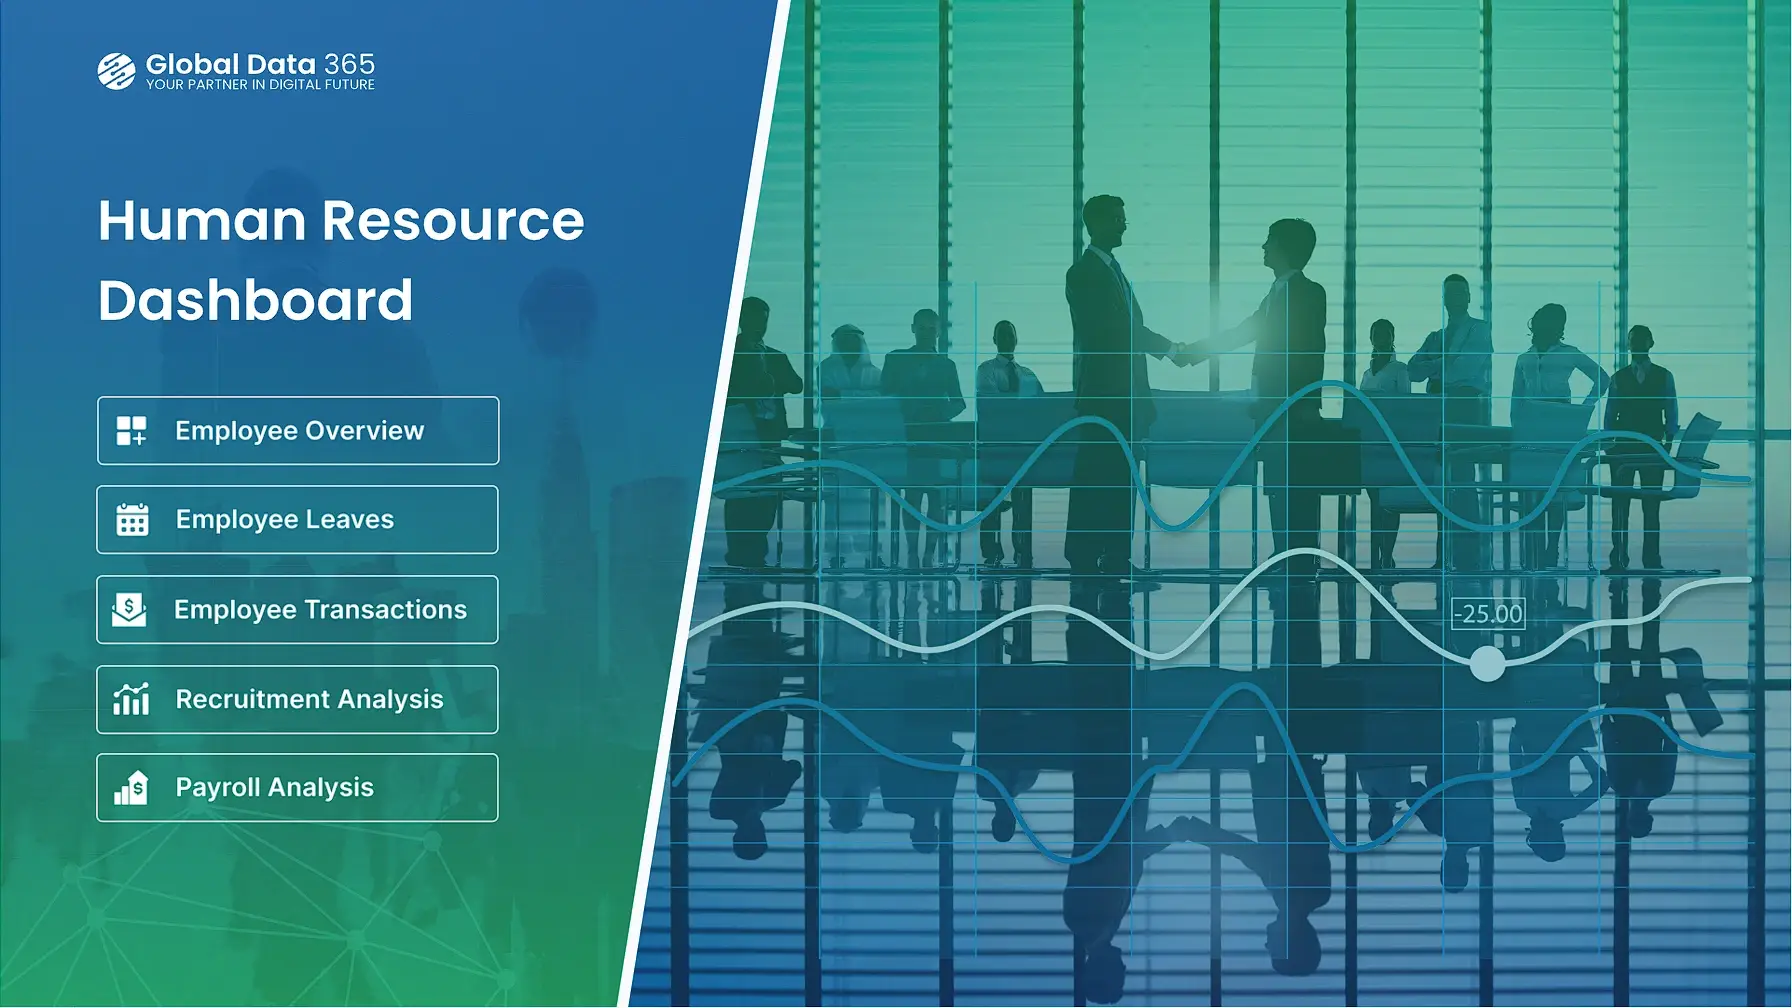 Global Data 365
YOUR PARTNER IN DIGITAL FUTURE
Human Resource
Dashboard
Employee Overview
Employee Leaves
Employee Transactions
Recruitment Analysis
Payroll Analysis
-25.00